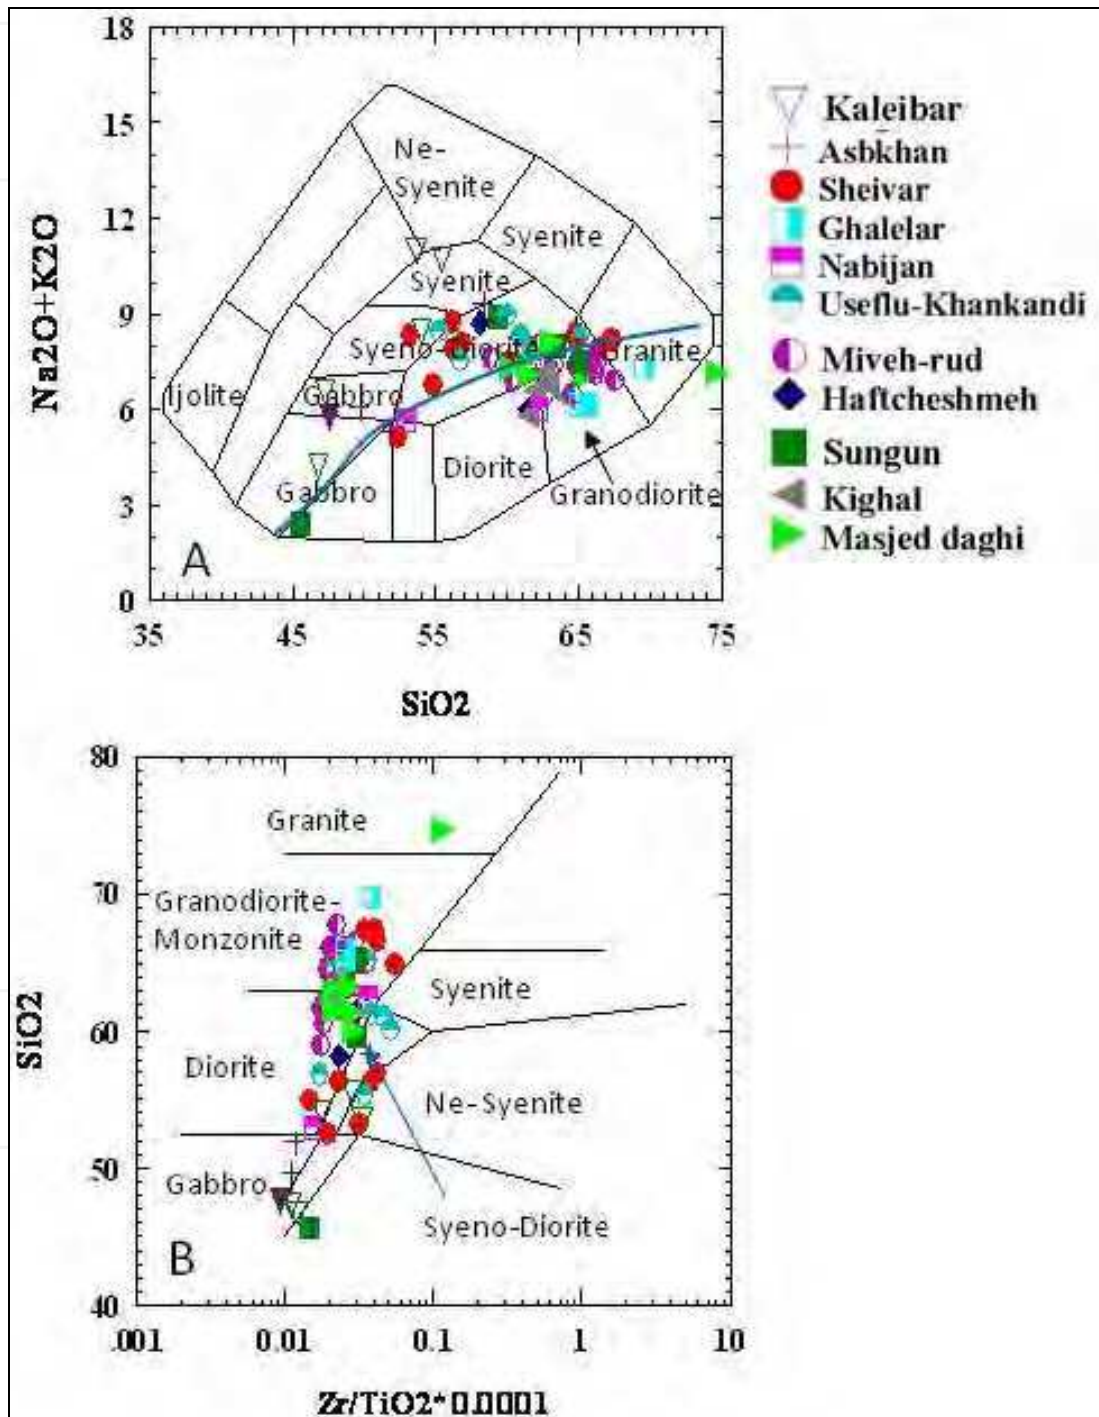 18
15
12
9
6
3
0
Na2O+K2O
Ne-
Syenite
Syenite
Syenite
Syeno-Diorite
Granite
Ijolite
Gabbro
Diorite
Gabbro
Granodiorite
A
35
45
55
65
75
SiO2
Kaleibar
Asbkhan
Sheivar
Ghalelar
Nabijan
Useflu-Khankandi
Miveh-rud
Haftcheshmeh
Sungun
Kighal
Masjed daghi
80
70
60
50
40
SiO2
Granite
Granodiorite-
Monzonite
Syenite
Diorite
Ne-Syenite
Gabbro
Syeno-Diorite
B
.001
0.01
0.1
1
10
Zr/TiO2*0.0001